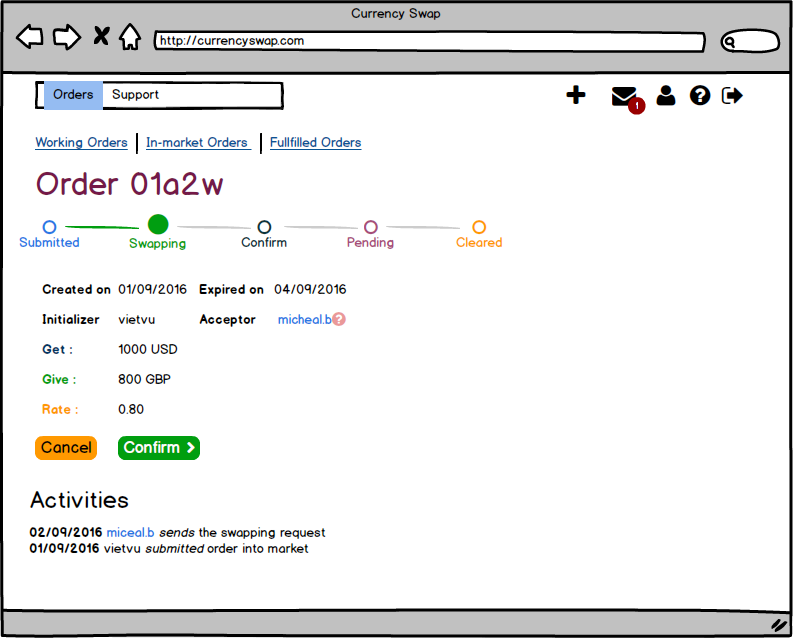 Currency Swap
http://currencyswap.com
Orders Support
1
Working Orders In-market Orders Fullfilled Orders
Order 01a2w
Submitted Swapping Confirm Pending Cleared
Created on 01/09/2016 Expired on 04/09/2016
Initializer vietvu Acceptor micheal.b?
Get : 1000 USD
Give : 800 GBP
Rate : 0.80
Cancel Confirm
Activities
02/09/2016 miceal.b sends the swapping request
01/09/2016 vietvu submitted order into market